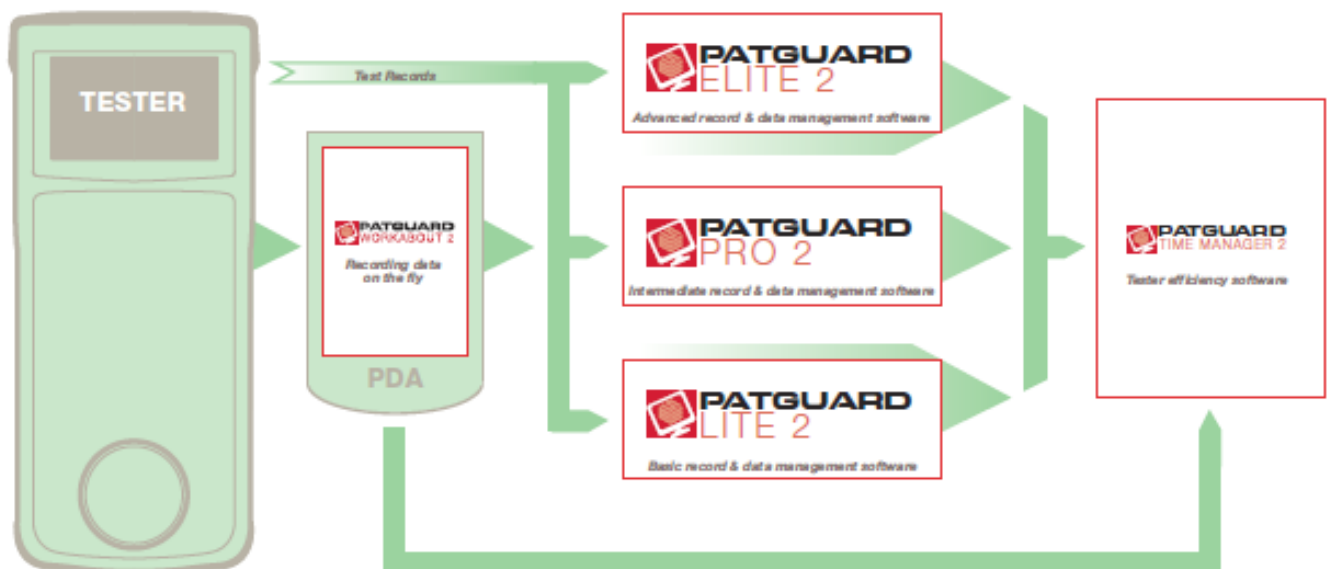 TESTER
Test Records
PATGUARD
WORKABOUT 2
Recording data
on the fly
PDA
PATGUARD
ELITE 2
Advanced record & data management software
PATGUARD
PRO 2
Intermediate record & data management software
PATGUARD
LITE 2
Basic record & data management software
PATGUARD
TIME MANAGER 2
Tester efficiency software